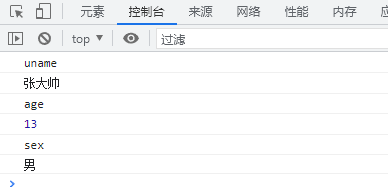 元素 控制台 来源 网络 性能 内存
top 过滤
uname
张大帅
age
13
sex
男